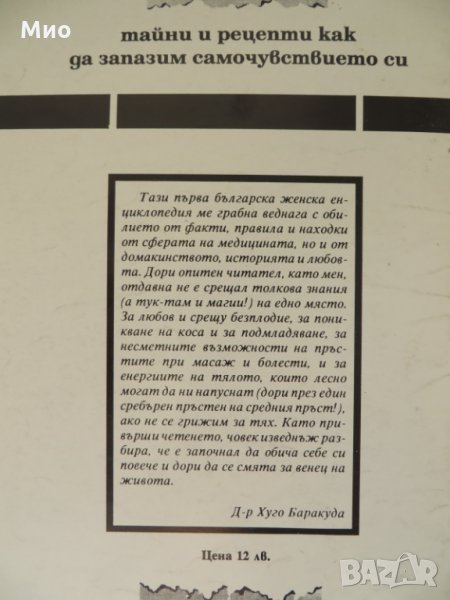 Мио
тайни и рецепти как
да запазим самочувствието си
Тази първа българска женска ен-
циклопедия ме грабна веднага с оби-
лието от факти, правила и находки
от сферата на медицината, но и от
домакинството, историята и любов-
та. Дори опитен читател, като мен,
отдавна не е срещал толкова знания
(а тук-там и магии!) на едно място.
За любов и срещу безплодие, за пони-
кване на коса и за подмладяване, за
несметните възможности на пръс-
тите при масаж и болести, и за
енергиите на тялото, които лесно
могат да ни напуснат (дори през един
сребърен пръстен на средния пръст!),
ако не се грижим за тях. Като при-
върши четенето, човек изведнъж раз-
бира, че е започнал да обича себе си
повече и дори да се смята за венец на
живота.
Д-р Хуго Баракуда
Цена 12 лв.
BAZAR